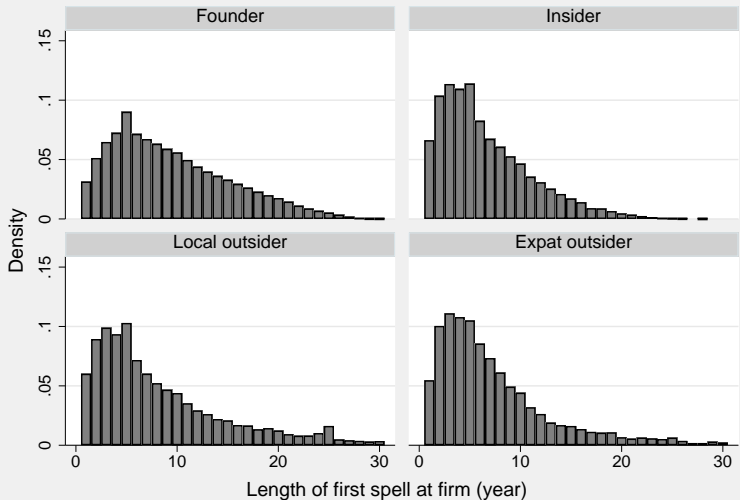 Founder
Insider
.15
.1
.05
0
Local outsider
Expat outsider
.15
.1
.05
0
Density
0 10 20 30
0 10 20 30
Length of first spell at firm (year)